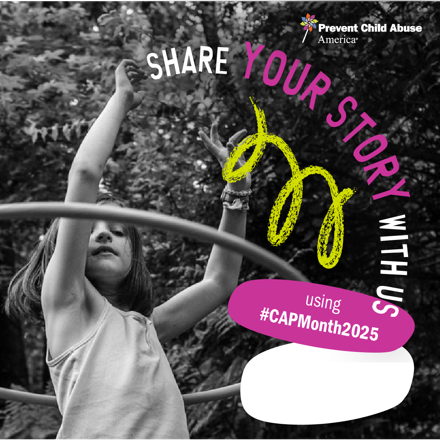 Prevent Child Abuse
America®
SHARE YOUR STORY WITH US
using
#CAPMonth2025